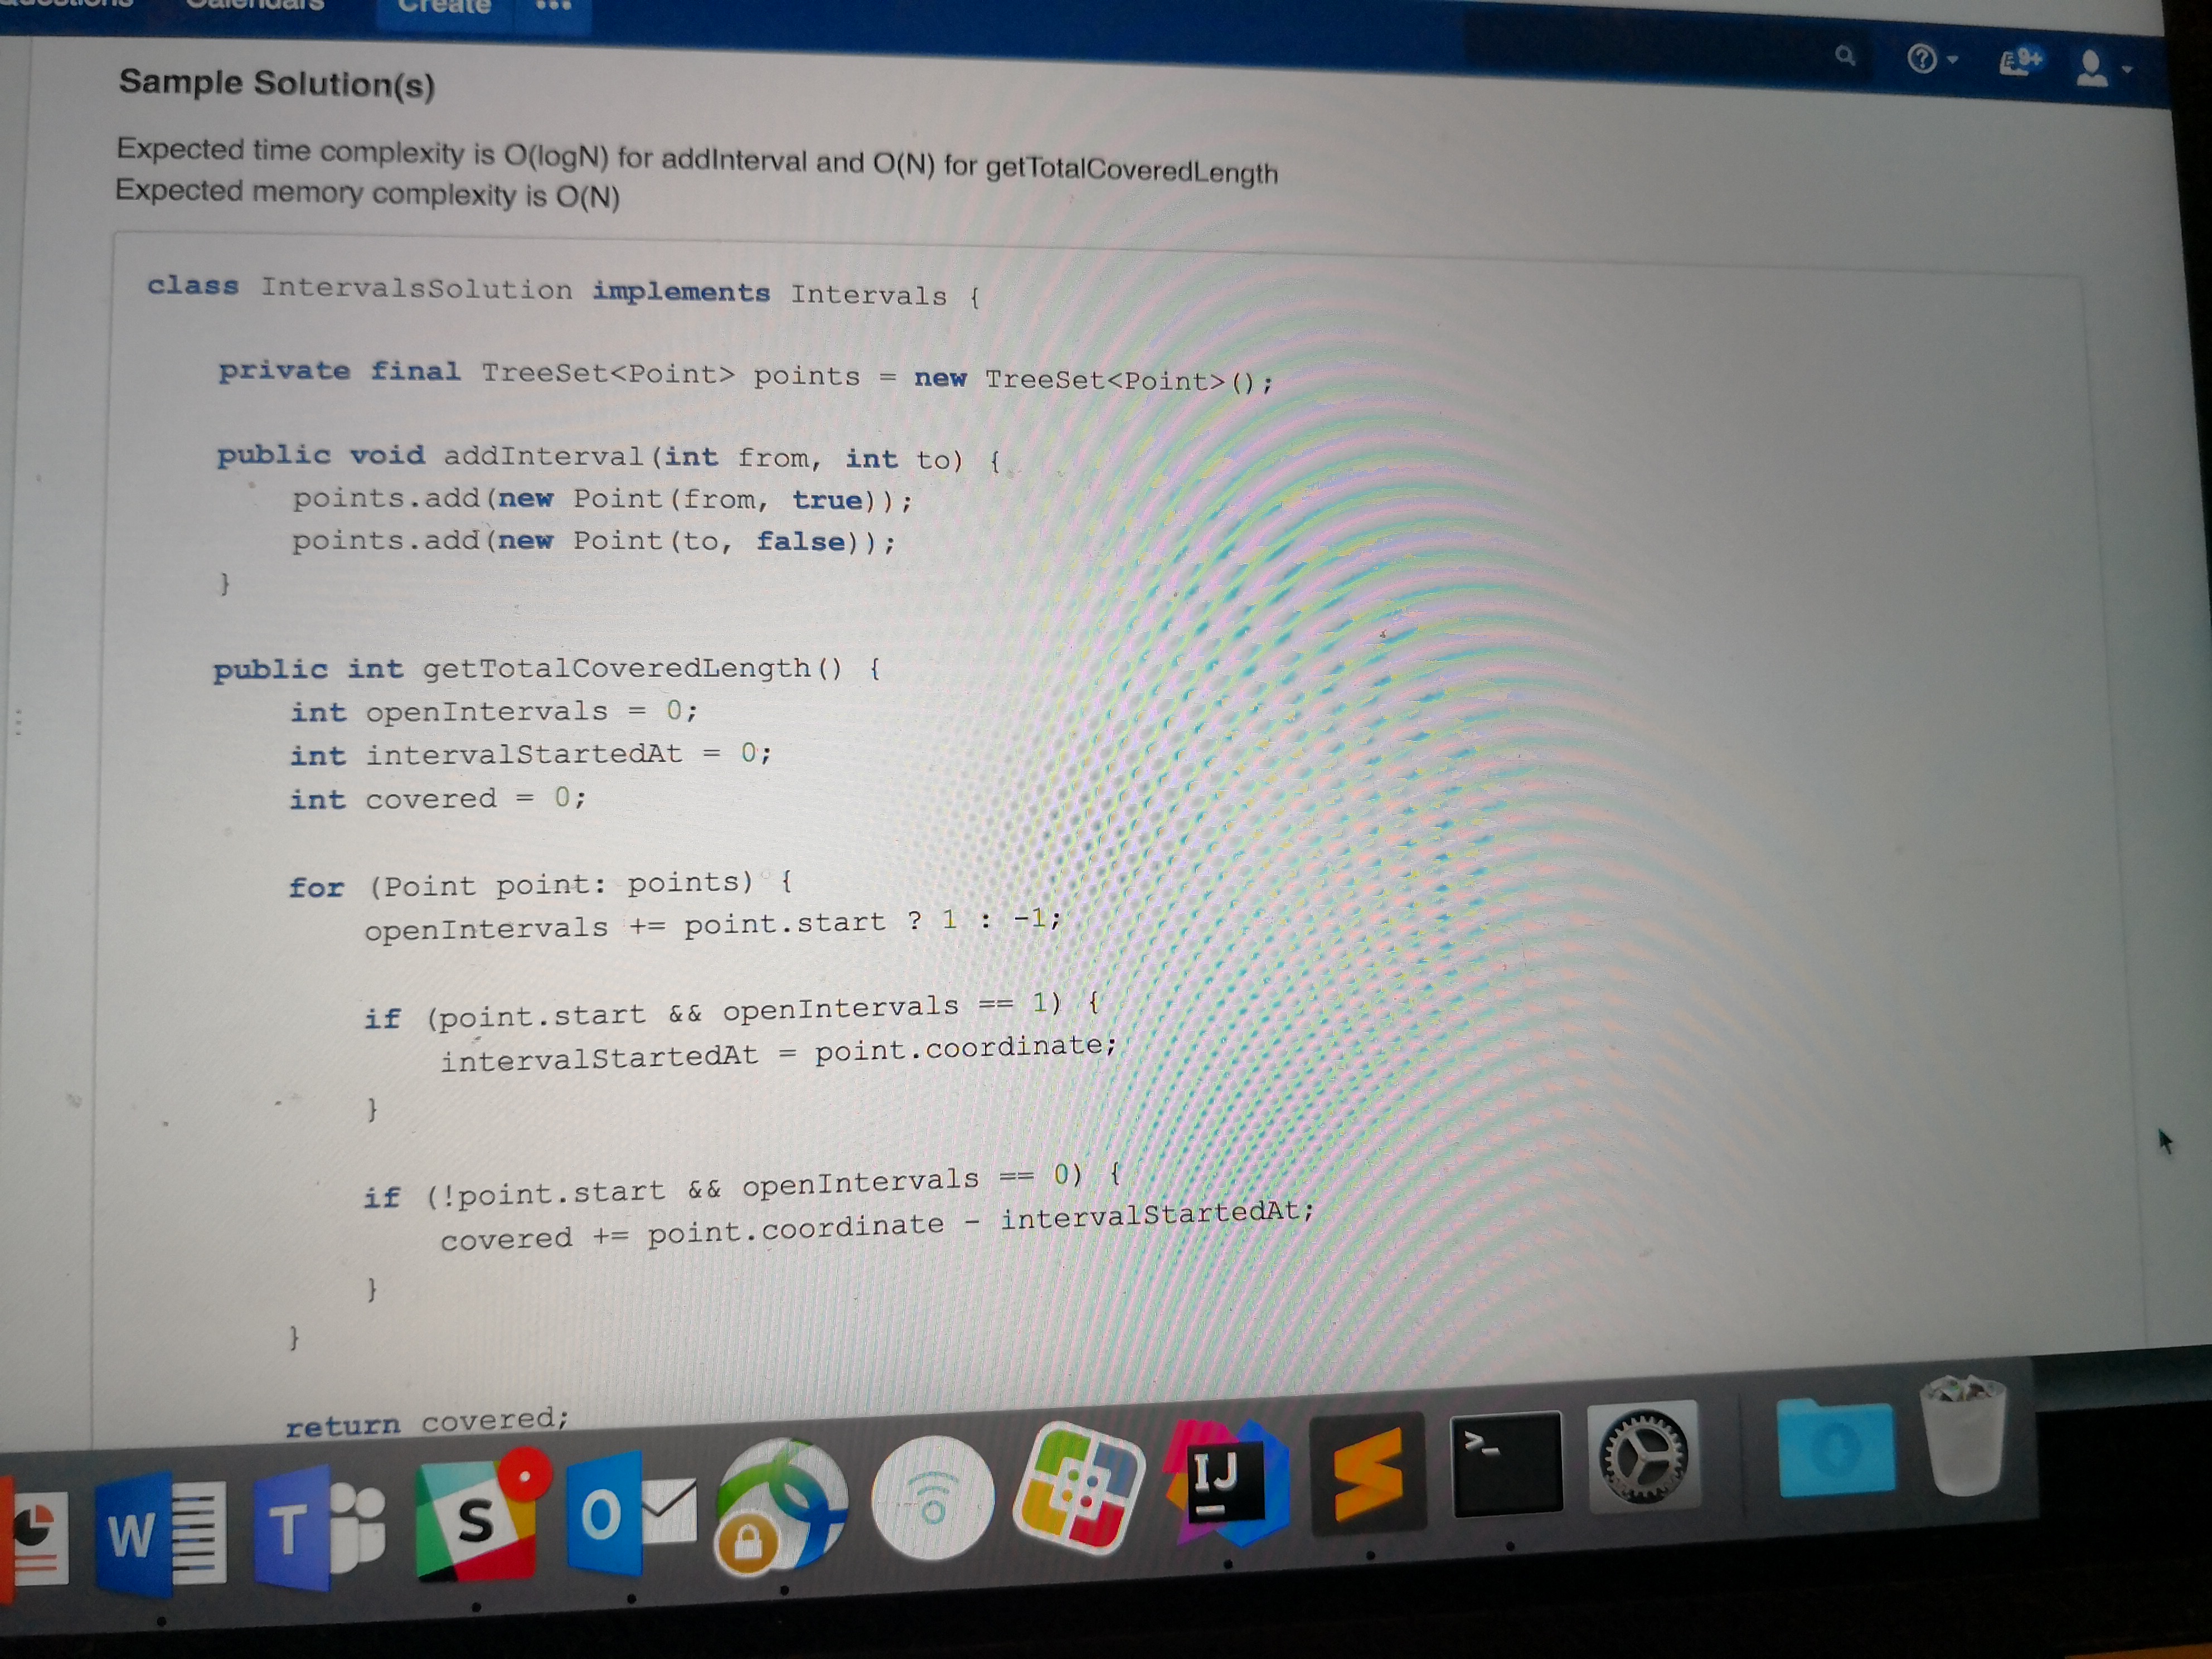 Calendars
Create
9+
Sample Solution(s)
Expected time complexity is O(logN) for addInterval and O(N) for getTotalCoveredLength
Expected memory complexity is O(N)
class IntervalsSolution implements Intervals {
private final TreeSet<Point> points = new TreeSet<Point>();
public void addInterval(int from, int to) {
points.add(new Point(from, true));
points.add(new Point(to, false));
}
public int getTotalCoveredLength() {
int openIntervals = 0;
int intervalStartedAt = 0;
int covered = 0;
for (Point point: points) {
openIntervals += point.start ? 1 : -1;
if (point.start && openIntervals == 1) {
intervalStartedAt = point.coordinate;
}
if (!point.start && openIntervals == 0) {
covered += point.coordinate - intervalStartedAt;
}
}
return covered;
W
T
S
O
IJ
>_